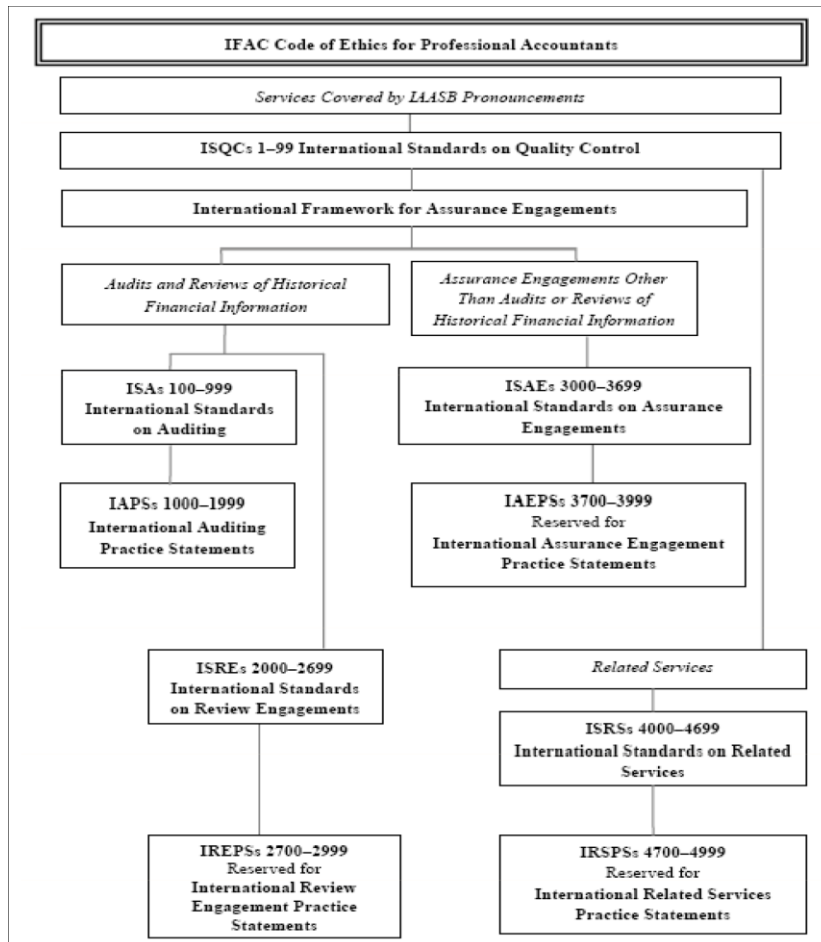 IFAC Code of Ethics for Professional Accountants
Services Covered by IAASB Pronouncements
ISQCs 1–99 International Standards on Quality Control
International Framework for Assurance Engagements
Audits and Reviews of Historical
Financial Information
Assurance Engagements Other
Than Audits or Reviews of
Historical Financial Information
ISAs 100–999
International Standards
on Auditing
ISAEs 3000–3699
International Standards on Assurance
Engagements
IAPSs 1000–1999
International Auditing
Practice Statements
IAEPSs 3700–3999
Reserved for
International Assurance Engagement
Practice Statements
ISREs 2000–2699
International Standards
on Review Engagements
Related Services
ISRSs 4000–4699
International Standards on Related
Services
IREPSs 2700–2999
Reserved for
International Review
Engagement Practice
Statements
IRSPSs 4700–4999
Reserved for
International Related Services
Practice Statements